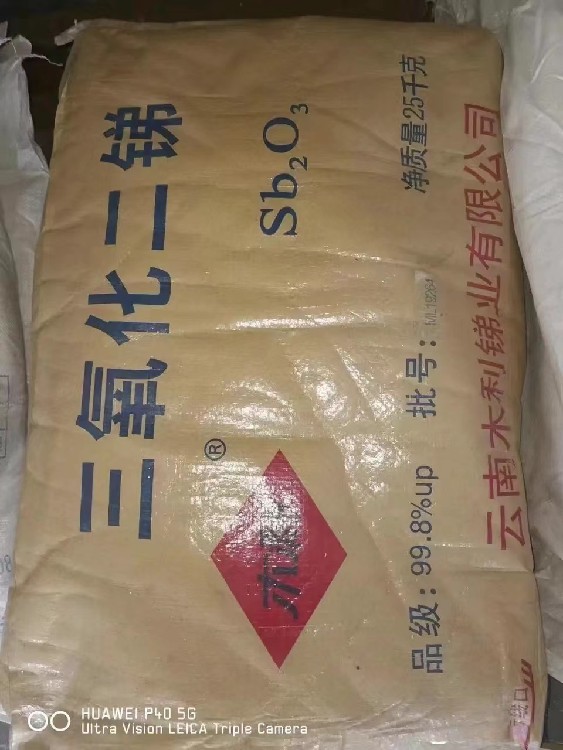 三氧化二锑
Sb₂O₃
净质量25千克
®
品级：99.8%up 批号：ML19264
云南木利锑业有限公司
HUAWEI P40 5G
Ultra Vision LEICA Triple Camera